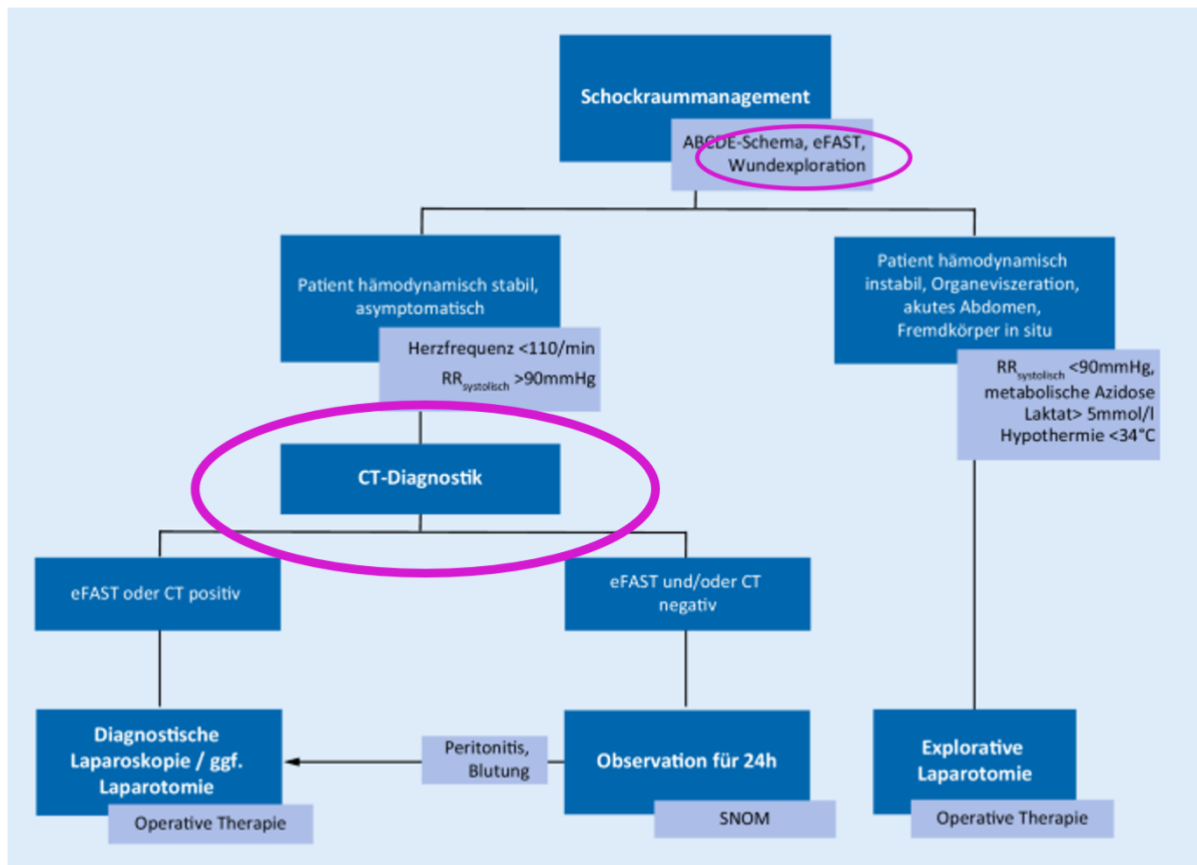 Schockraummanagement
ABCDE-Schema, eFAST,
Wundexploration
Patient hämodynamisch stabil,
asymptomatisch
Herzfrequenz <110/min
RRsystolisch >90mmHg
Patient hämodynamisch
instabil, Organeviszeration,
akutes Abdomen,
Fremdkörper in situ
RRsystolisch <90mmHg,
metabolische Azidose
Laktat> 5mmol/l
Hypothermie <34°C
CT-Diagnostik
eFAST oder CT positiv
eFAST und/oder CT
negativ
Diagnostische
Laparoskopie / ggf.
Laparotomie
Operative Therapie
Peritonitis,
Blutung
Observation für 24h
SNOM
Explorative
Laparotomie
Operative Therapie